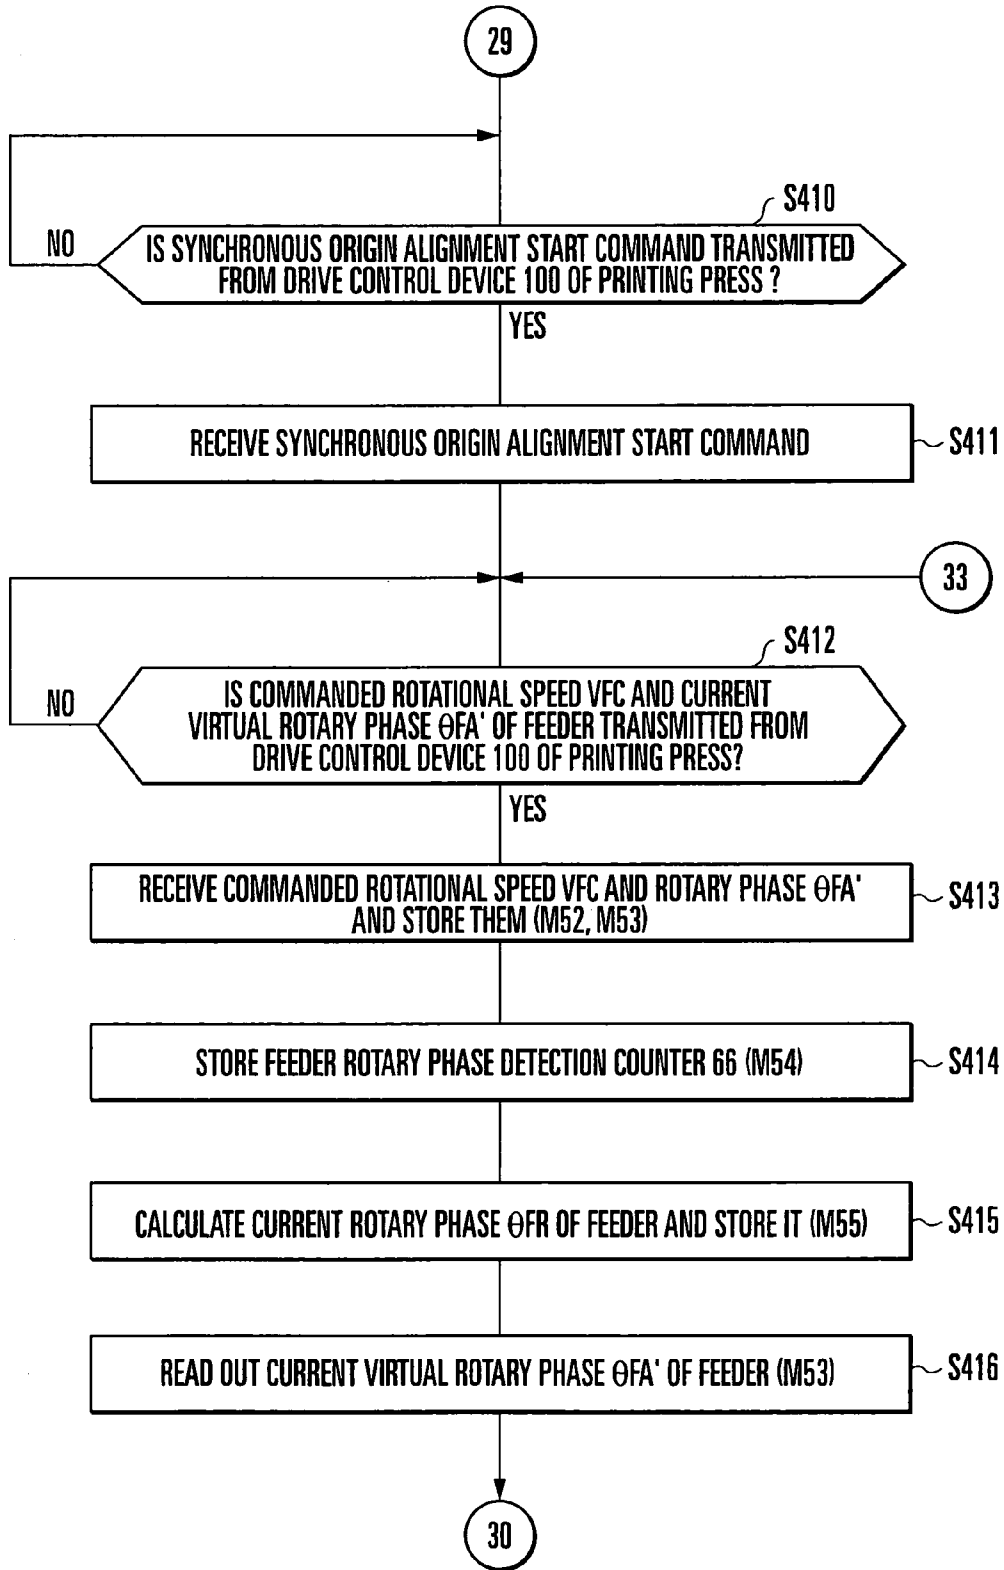 29
S410
NO
IS SYNCHRONOUS ORIGIN ALIGNMENT START COMMAND TRANSMITTED
FROM DRIVE CONTROL DEVICE 100 OF PRINTING PRESS ?
YES
RECEIVE SYNCHRONOUS ORIGIN ALIGNMENT START COMMAND
S411
33
S412
NO
IS COMMANDED ROTATIONAL SPEED VFC AND CURRENT
VIRTUAL ROTARY PHASE θFA' OF FEEDER TRANSMITTED FROM
DRIVE CONTROL DEVICE 100 OF PRINTING PRESS?
YES
RECEIVE COMMANDED ROTATIONAL SPEED VFC AND ROTARY PHASE θFA'
AND STORE THEM (M52, M53)
S413
STORE FEEDER ROTARY PHASE DETECTION COUNTER 66 (M54)
S414
CALCULATE CURRENT ROTARY PHASE θFR OF FEEDER AND STORE IT (M55)
S415
READ OUT CURRENT VIRTUAL ROTARY PHASE θFA' OF FEEDER (M53)
S416
30